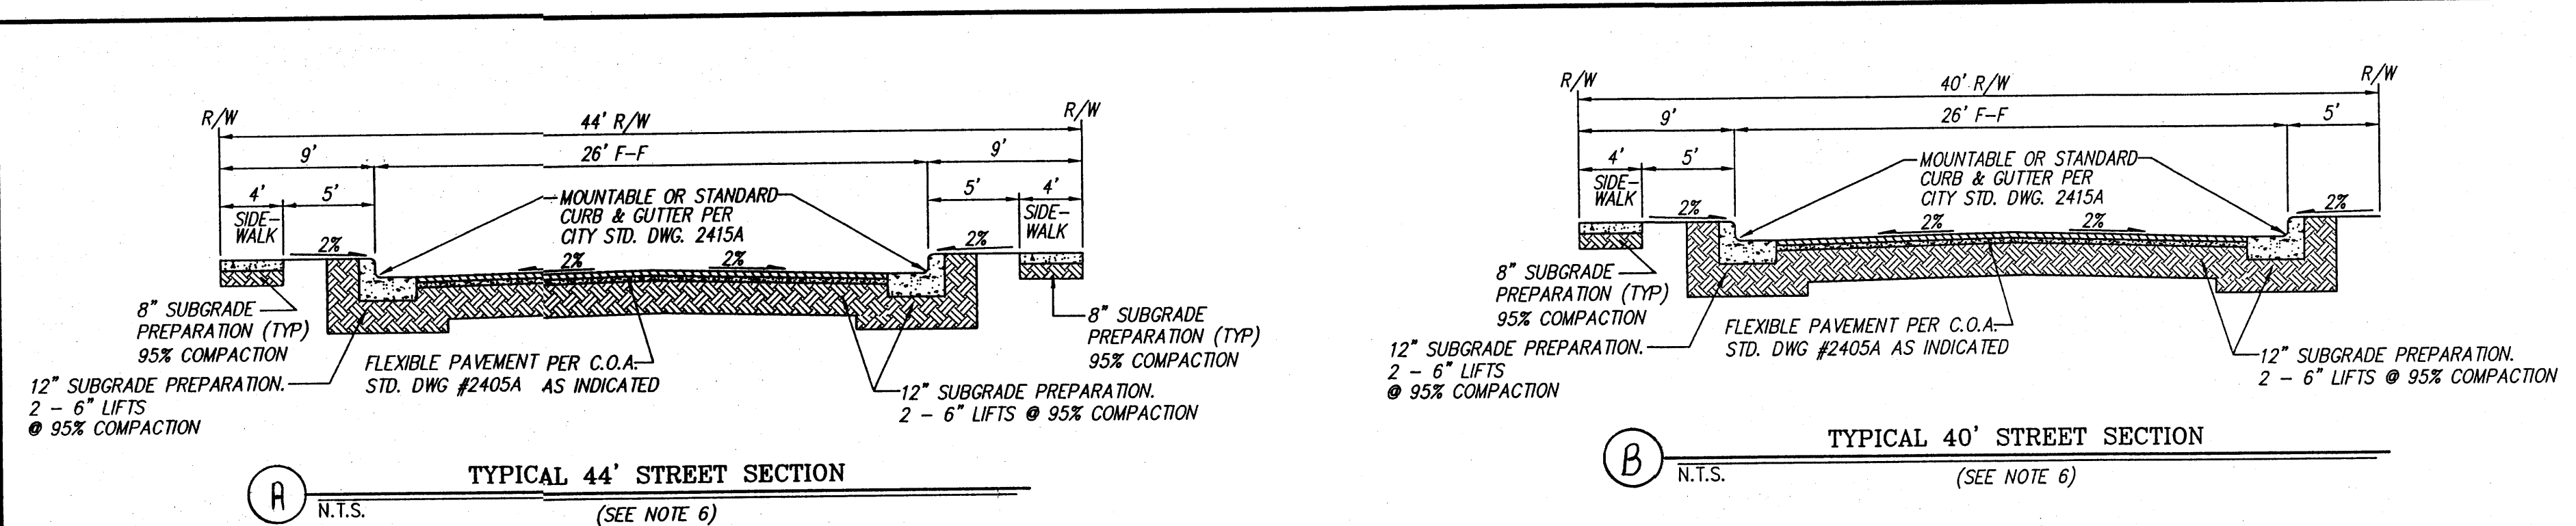 R/W
R/W
44' R/W
9'
26' F-F
9'
4'
5'
5'
4'
SIDE-
WALK
MOUNTABLE OR STANDARD
CURB & GUTTER PER
CITY STD. DWG. 2415A
SIDE-
WALK
2%
2%
2%
2%
8" SUBGRADE
PREPARATION (TYP)
95% COMPACTION
8" SUBGRADE
PREPARATION (TYP)
95% COMPACTION
FLEXIBLE PAVEMENT PER C.O.A.
STD. DWG #2405A AS INDICATED
12" SUBGRADE PREPARATION.
2 - 6" LIFTS
@ 95% COMPACTION
12" SUBGRADE PREPARATION.
2 - 6" LIFTS @ 95% COMPACTION
A
TYPICAL 44' STREET SECTION
N.T.S.
(SEE NOTE 6)
R/W
R/W
40' R/W
9'
26' F-F
5'
4'
5'
SIDE-
WALK
MOUNTABLE OR STANDARD
CURB & GUTTER PER
CITY STD. DWG. 2415A
2%
2%
2%
2%
8" SUBGRADE
PREPARATION (TYP)
95% COMPACTION
FLEXIBLE PAVEMENT PER C.O.A.
STD. DWG #2405A AS INDICATED
12" SUBGRADE PREPARATION.
2 - 6" LIFTS
@ 95% COMPACTION
12" SUBGRADE PREPARATION.
2 - 6" LIFTS @ 95% COMPACTION
B
TYPICAL 40' STREET SECTION
N.T.S.
(SEE NOTE 6)